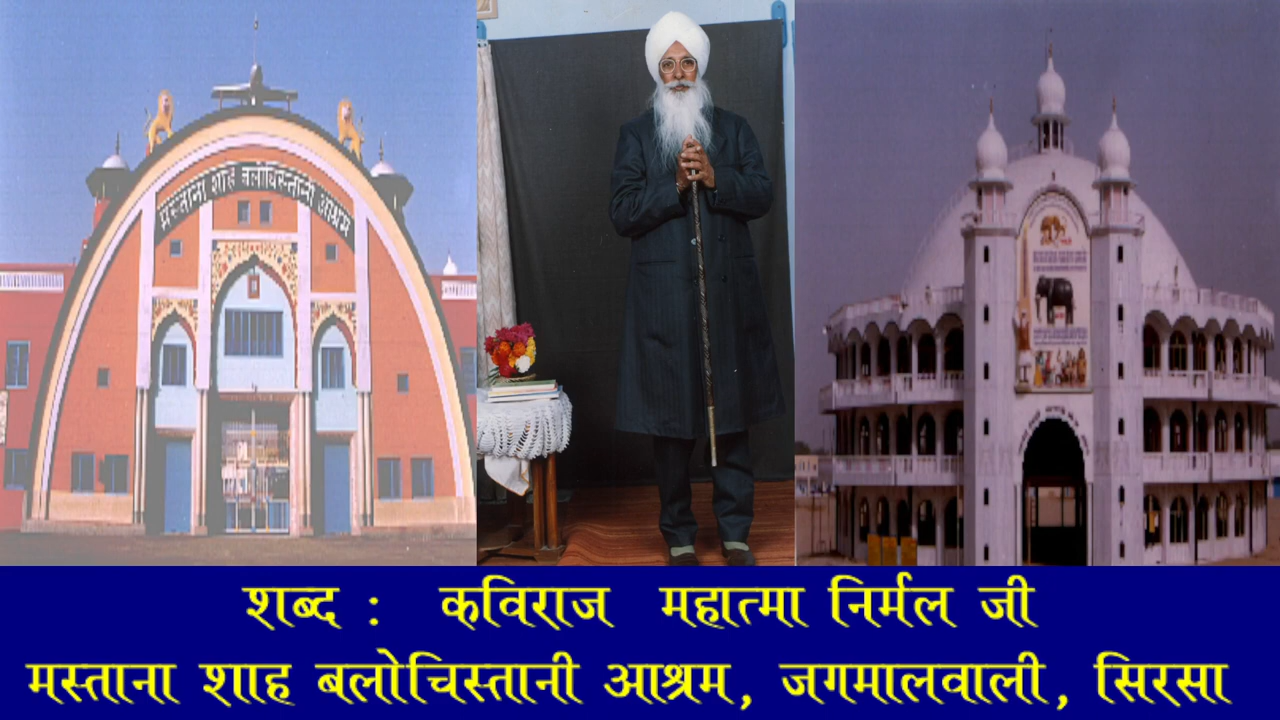 मस्ताना शाह बलोचिस्तानी आश्रम
शब्द : कविराज महात्मा निर्मल जी
मस्ताना शाह बलोचिस्तानी आश्रम, जगमालवाली, सिरसा